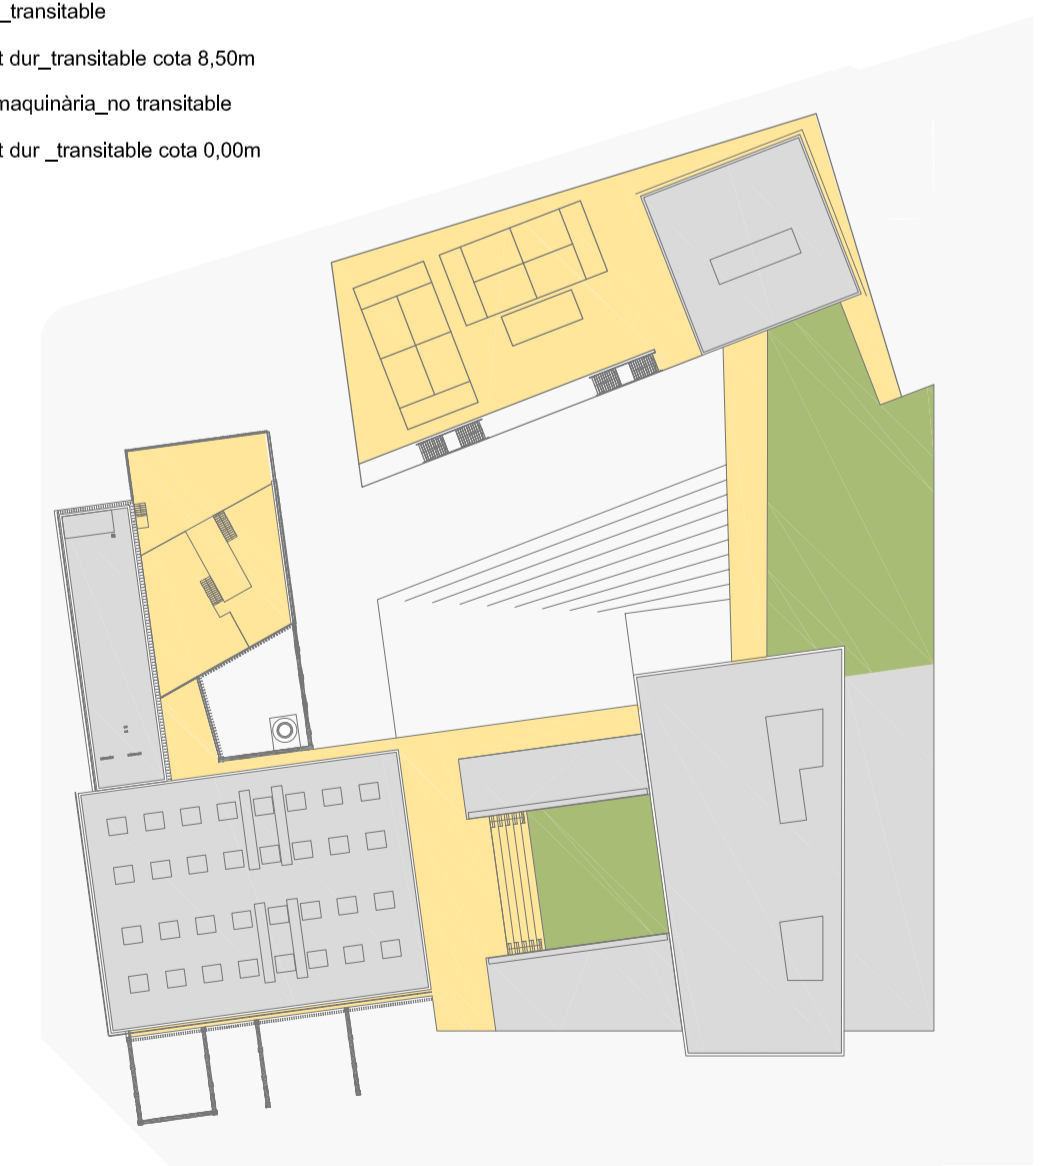 _transitable
t dur_transitable cota 8,50m
maquinària_no transitable
t dur _transitable cota 0,00m